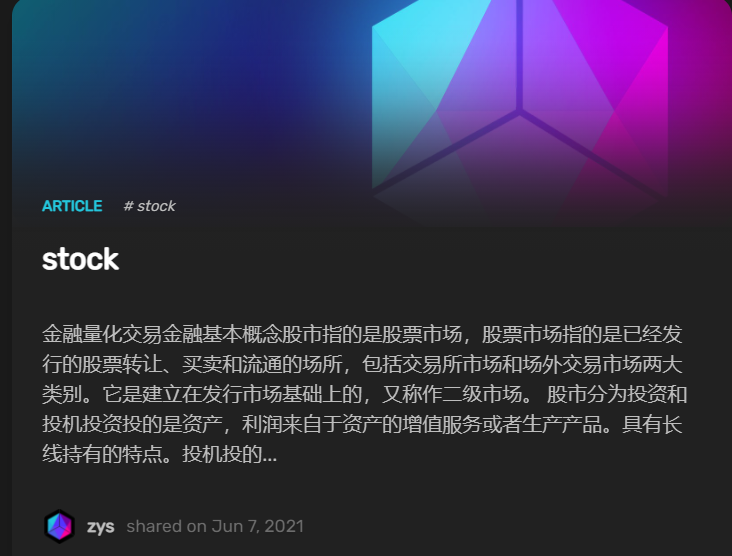 ARTICLE # stock
stock
金融量化交易金融基本概念股市指的是股票市场，股票市场指的是已经发
行的股票转让、买卖和流通的场所，包括交易所市场和场外交易市场两大
类别。它是建立在发行市场基础上的，又称作二级市场。 股市分为投资和
投机投资投的是资产，利润来自于资产的增值服务或者生产产品。具有长
线持有的特点。投机投的...
zys shared on Jun 7, 2021